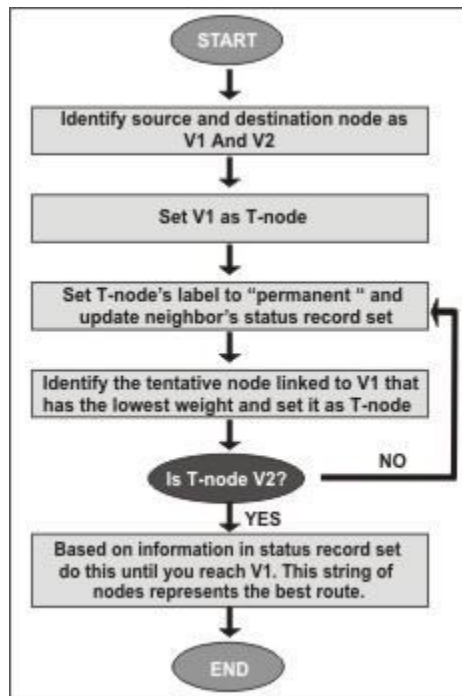 START
Identify source and destination node as
V1 And V2
Set V1 as T-node
Set T-node's label to “permanent “ and
update neighbor's status record set
Identify the tentative node linked to V1 that
has the lowest weight and set it as T-node
Is T-node V2?
NO
YES
Based on information in status record set
do this until you reach V1. This string of
nodes represents the best route.
END